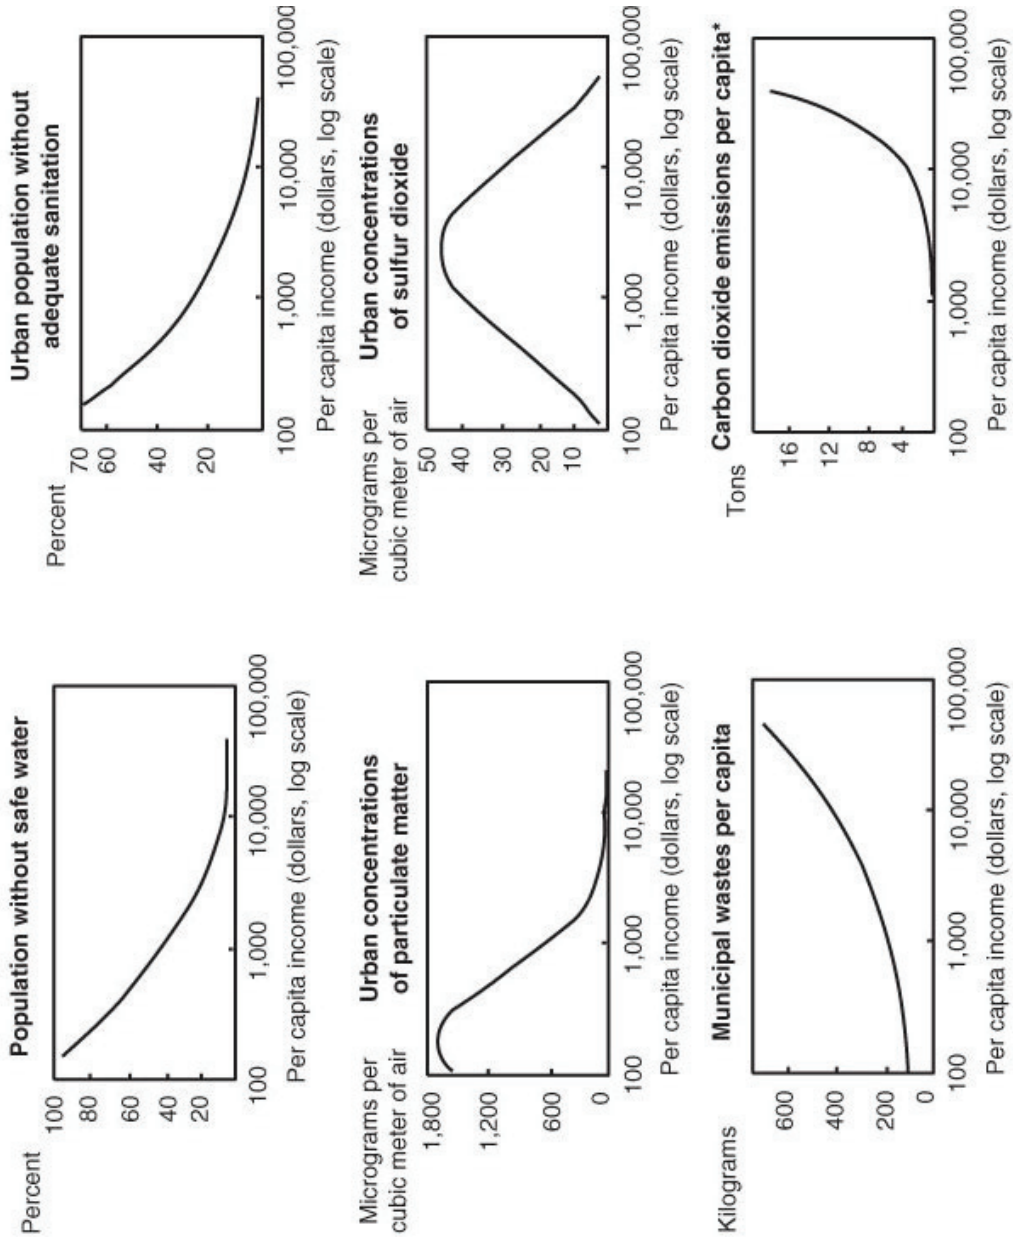 Population without safe water
Percent
100
80
60
40
20
100
1,000
10,000
100,000
Per capita income (dollars, log scale)
Urban population without
adequate sanitation
Percent
70
60
40
20
100
1,000
10,000
100,000
Per capita income (dollars, log scale)
Urban concentrations
of particulate matter
Micrograms per
cubic meter of air
1,800
1,200
600
0
100
1,000
10,000
100,000
Per capita income (dollars, log scale)
Urban concentrations
of sulfur dioxide
Micrograms per
cubic meter of air
50
40
30
20
10
100
1,000
10,000
100,000
Per capita income (dollars, log scale)
Municipal wastes per capita
Kilograms
600
400
200
0
100
1,000
10,000
100,000
Per capita income (dollars, log scale)
Carbon dioxide emissions per capita*
Tons
16
12
8
4
100
1,000
10,000
100,000
Per capita income (dollars, log scale)